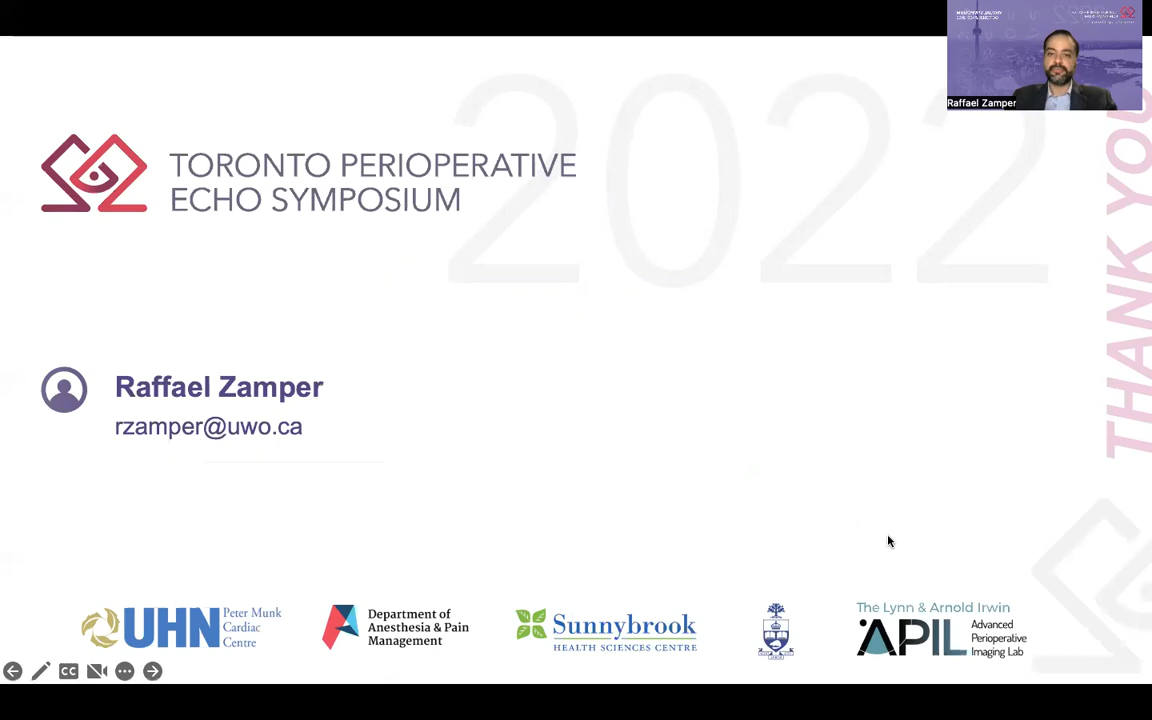 2022
TORONTO PERIOPERATIVE
ECHO SYMPOSIUM
Raffael Zamper
THANK YOU
Raffael Zamper
rzamper@uwo.ca
UHN
Peter Munk
Cardiac
Centre
Department of
Anesthesia & Pain
Management
Sunnybrook
HEALTH SCIENCES CENTRE
The Lynn & Arnold Irwin
APIL
Advanced
Perioperative
Imaging Lab
CC